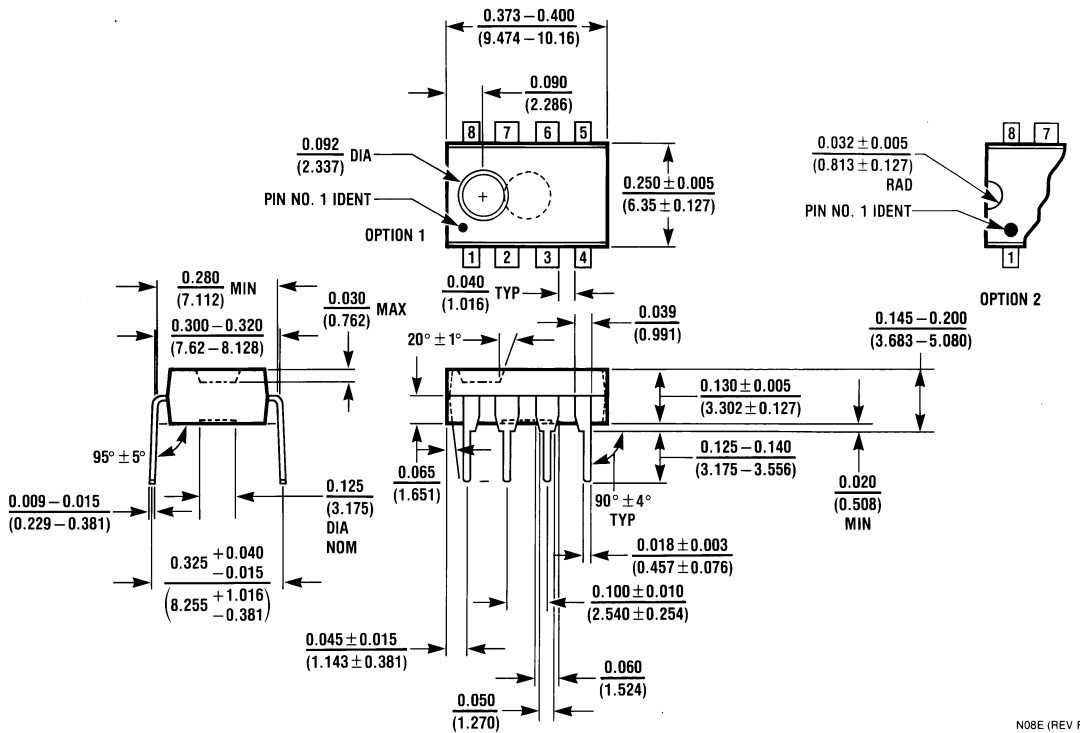 0.373 – 0.400
(9.474 – 10.16)
0.090
(2.286)
8 7 6 5
0.092 DIA
(2.337)
PIN NO. 1 IDENT
OPTION 1
0.250 ± 0.005
(6.35 ± 0.127)
1 2 3 4
8 7
0.032 ± 0.005
(0.813 ± 0.127)
RAD
PIN NO. 1 IDENT
1
OPTION 2
0.280 MIN
(7.112)
0.300 – 0.320
(7.62 – 8.128)
0.030 MAX
(0.762)
95° ± 5°
0.009 – 0.015
(0.229 – 0.381)
0.125
(3.175)
DIA
NOM
0.325 +0.040
−0.015
(8.255 +1.016
−0.381)
0.040 TYP
(1.016)
0.039
(0.991)
20° ± 1°
0.145 – 0.200
(3.683 – 5.080)
0.130 ± 0.005
(3.302 ± 0.127)
0.125 – 0.140
(3.175 – 3.556)
0.020
(0.508)
MIN
0.065
(1.651)
90° ± 4°
TYP
0.018 ± 0.003
(0.457 ± 0.076)
0.100 ± 0.010
(2.540 ± 0.254)
0.045 ± 0.015
(1.143 ± 0.381)
0.060
(1.524)
0.050
(1.270)
N08E (REV F